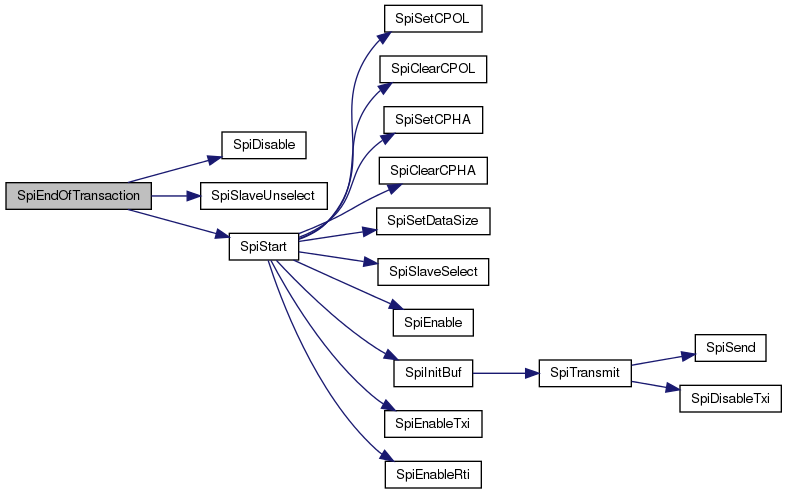 SpiSetCPOL
SpiClearCPOL
SpiSetCPHA
SpiDisable
SpiClearCPHA
SpiEndOfTransaction
SpiSlaveUnselect
SpiSetDataSize
SpiStart
SpiSlaveSelect
SpiEnable
SpiSend
SpiInitBuf
SpiTransmit
SpiDisableTxi
SpiEnableTxi
SpiEnableRti